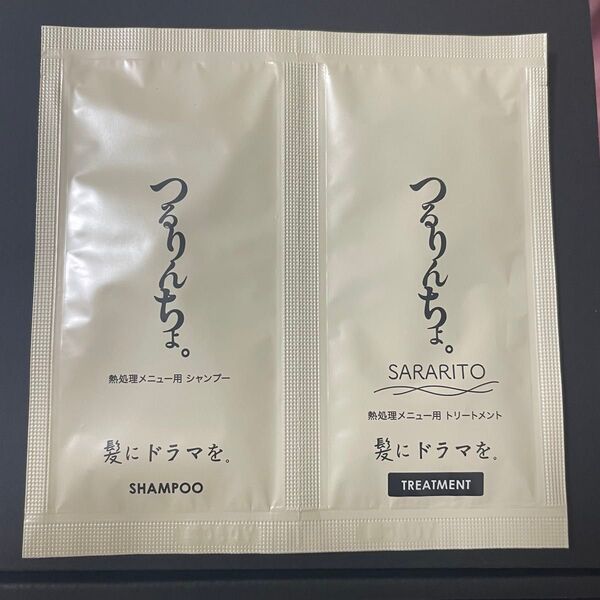 つるりんちょ。
熱処理メニュー用 シャンプー
髪にドラマを。
SHAMPOO
つるりんちょ。
SARARITO
熱処理メニュー用 トリートメント
髪にドラマを。
TREATMENT